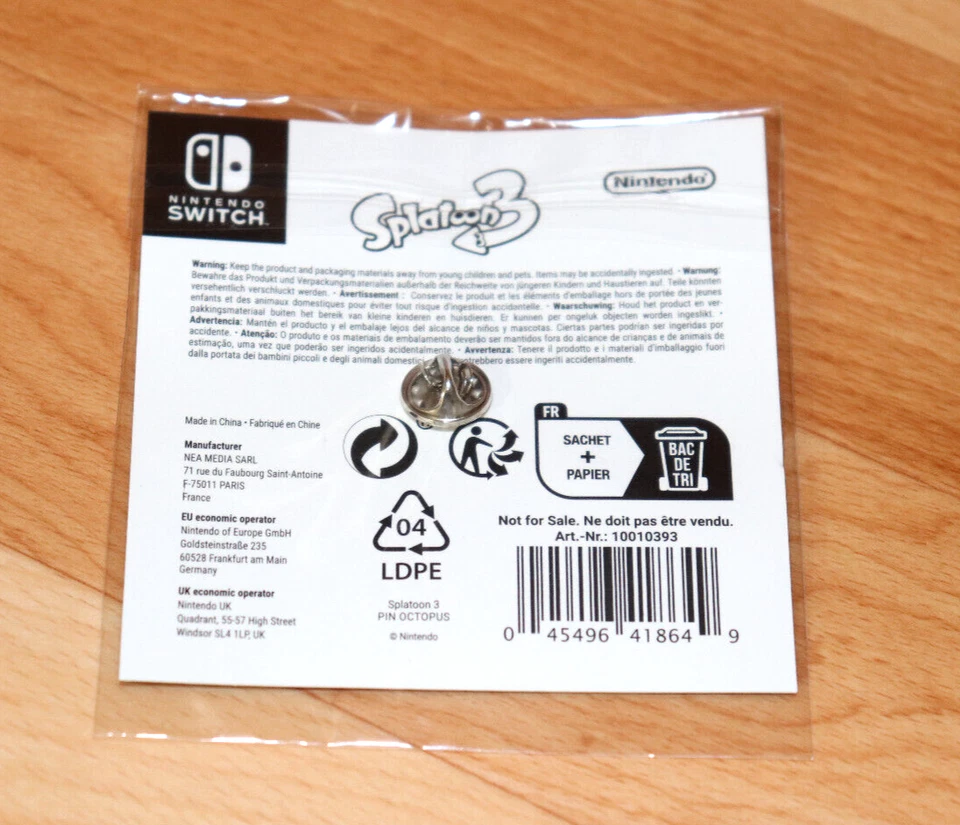 NINTENDO
SWITCH
Splatoon 3
Nintendo
Warning: Keep the product and packaging materials away from young children and pets. Items may be accidentally ingested. • Warnung:
Bewahre das Produkt und Verpackungsmaterialien außerhalb der Reichweite von jüngeren Kindern und Haustieren auf. Teile könnten
versehentlich verschluckt werden. • Avertissement : Conservez le produit et les éléments d'emballage hors de portée des jeunes
enfants et des animaux domestiques pour éviter tout risque d'ingestion accidentelle. • Waarschuwing: Houd het product en ver-
pakkingsmateriaal buiten het bereik van kleine kinderen en huisdieren. Er kunnen per ongeluk objecten worden ingeslikt. •
Advertencia: Mantén el producto y el embalaje lejos del alcance de niños y mascotas. Ciertas partes podrían ser ingeridas por
accidente. • Atenção: O produto e os materiais de embalamento deverão ser mantidos fora do alcance de crianças e de animais de
estimação, uma vez que poderão ser ingeridos acidentalmente. • Avvertenza: Tenere il prodotto e i materiali d'imballaggio fuori
dalla portata dei bambini piccoli e degli animali domestici potrebbero essere ingeriti accidentalmente.
Made in China • Fabriqué en Chine
Manufacturer
NEA MEDIA SARL
71 rue du Faubourg Saint-Antoine
F-75011 PARIS
France
EU economic operator
Nintendo of Europe GmbH
Goldsteinstraße 235
60528 Frankfurt am Main
Germany
UK economic operator
Nintendo UK
Quadrant, 55-57 High Street
Windsor SL4 1LP, UK
04
LDPE
Splatoon 3
PIN OCTOPUS
© Nintendo
FR
SACHET
+
PAPIER
BAC
DE
TRI
Not for Sale. Ne doit pas être vendu.
Art.-Nr.: 10010393
0 45496 41864 9